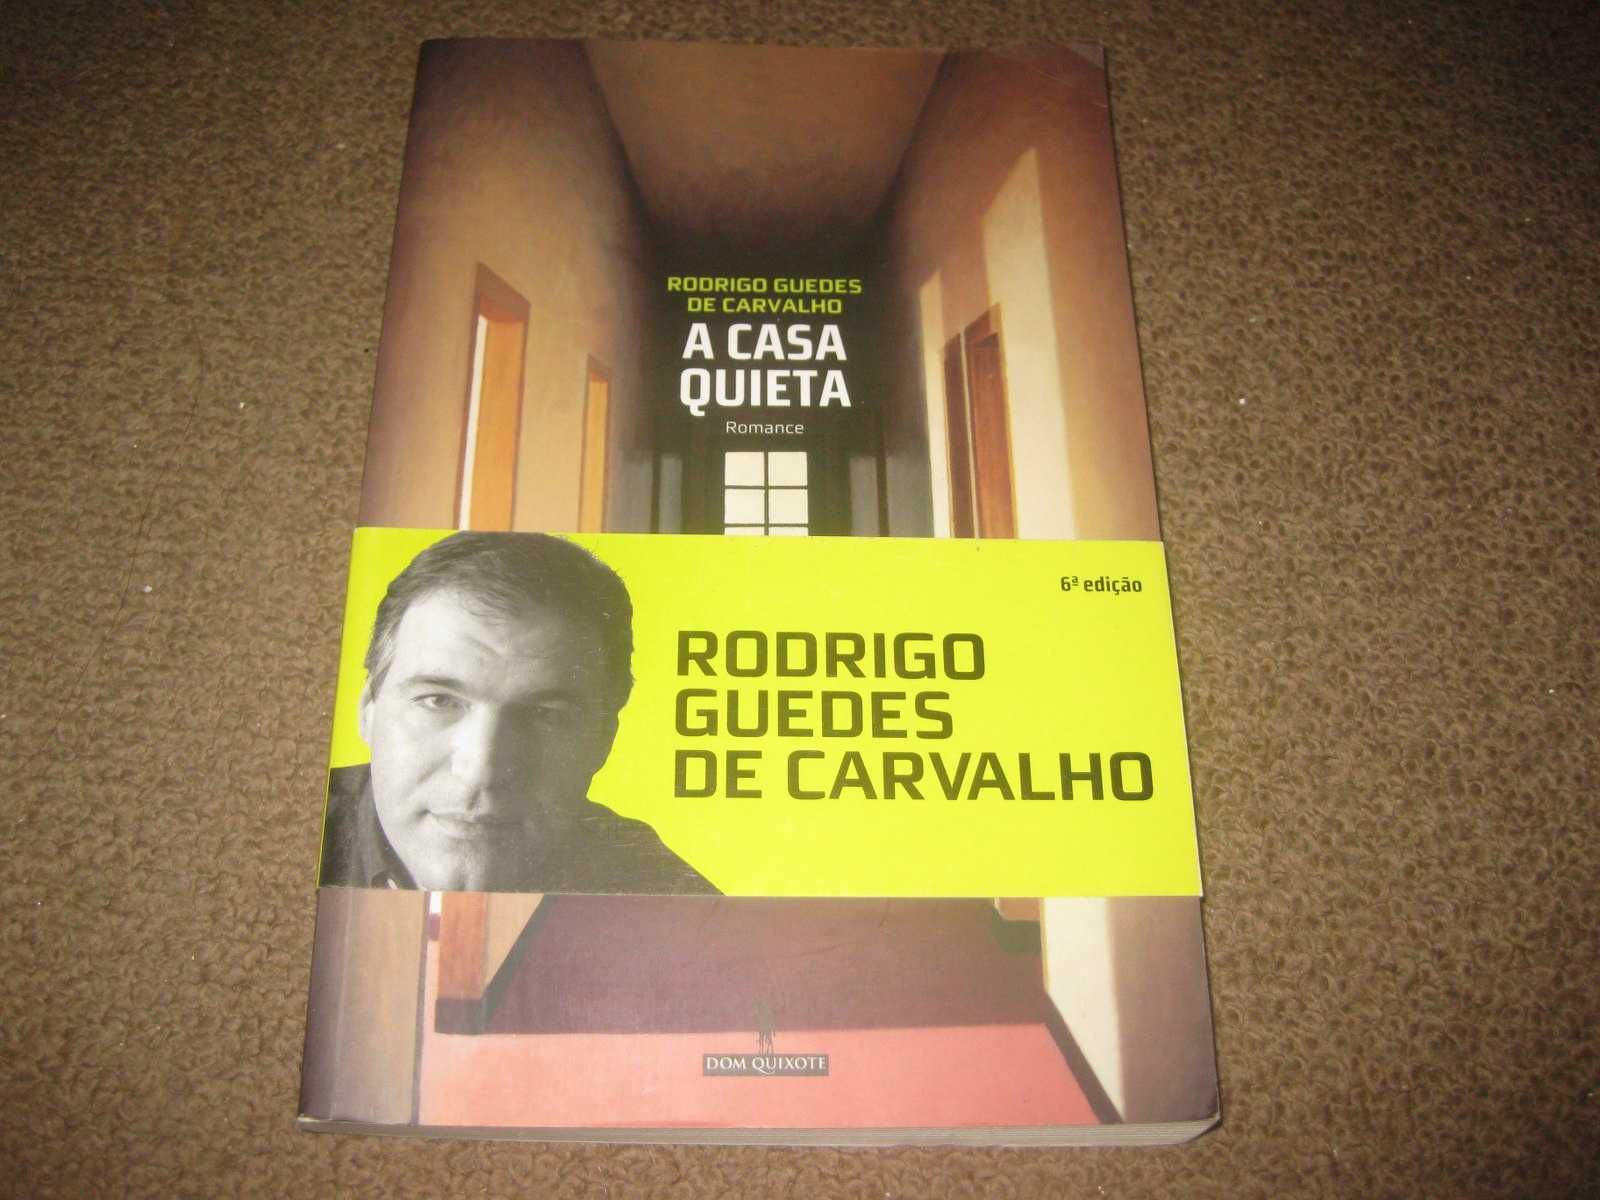 RODRIGO GUEDES
DE CARVALHO
A CASA
QUIETA
Romance
6ª edição
RODRIGO
GUEDES
DE CARVALHO
DOM QUIXOTE